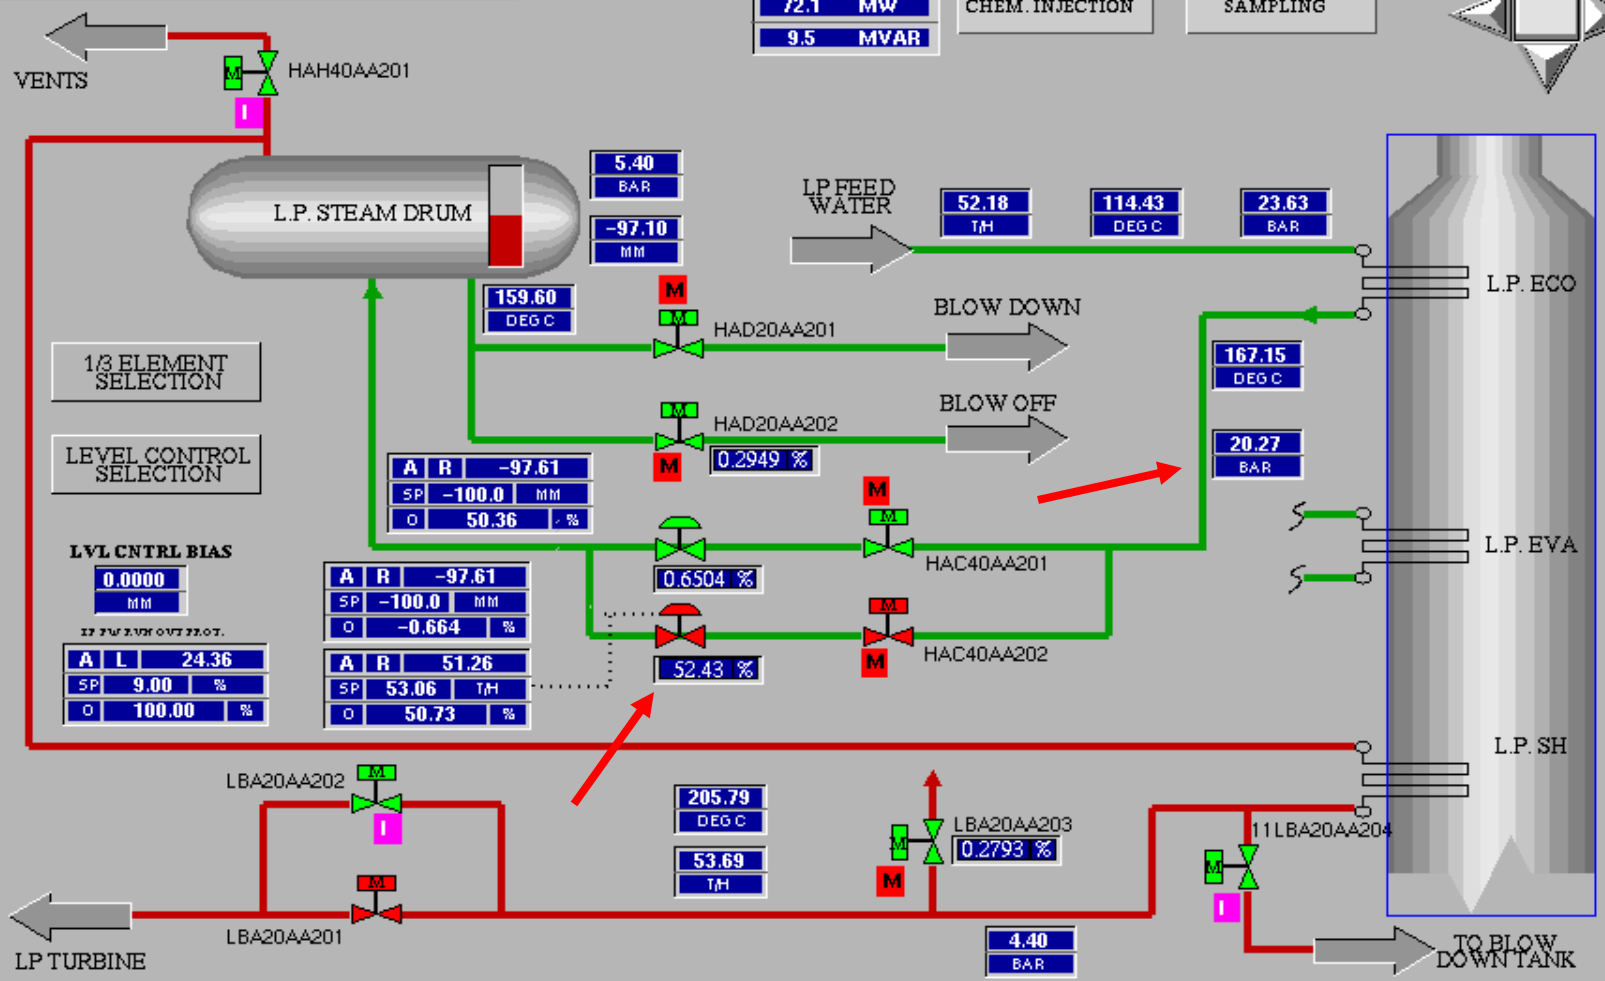 72.1 MW
9.5 MVAR
CHEM. INJECTION
SAMPLING
VENTS
M
HAH40AA201
I
L.P. STEAM DRUM
5.40
BAR
-97.10
MM
LP FEED
WATER
52.18
T/H
114.43
DEG C
23.63
BAR
L.P. ECO
159.60
DEG C
M
M
HAD20AA201
BLOW DOWN
1/3 ELEMENT
SELECTION
167.15
DEG C
M
HAD20AA202
M
0.2949 %
BLOW OFF
LEVEL CONTROL
SELECTION
20.27
BAR
A R -97.61
SP -100.0 MM
O 50.36 %
M
M
HAC40AA201
0.6504 %
L.P. EVA
LVL CNTRL BIAS
0.0000
MM
A R -97.61
SP -100.0 MM
O -0.664 %
M
HAC40AA202
M
52.43 %
A L 24.36
SP 9.00 %
O 100.00 %
A R 51.26
SP 53.06 T/H
O 50.73 %
L.P. SH
LBA20AA202
M
I
205.79
DEG C
53.69
T/H
M
LBA20AA203
0.2793 %
M
11LBA20AA204
M
I
M
LBA20AA201
LP TURBINE
4.40
BAR
TO BLOW
DOWN TANK